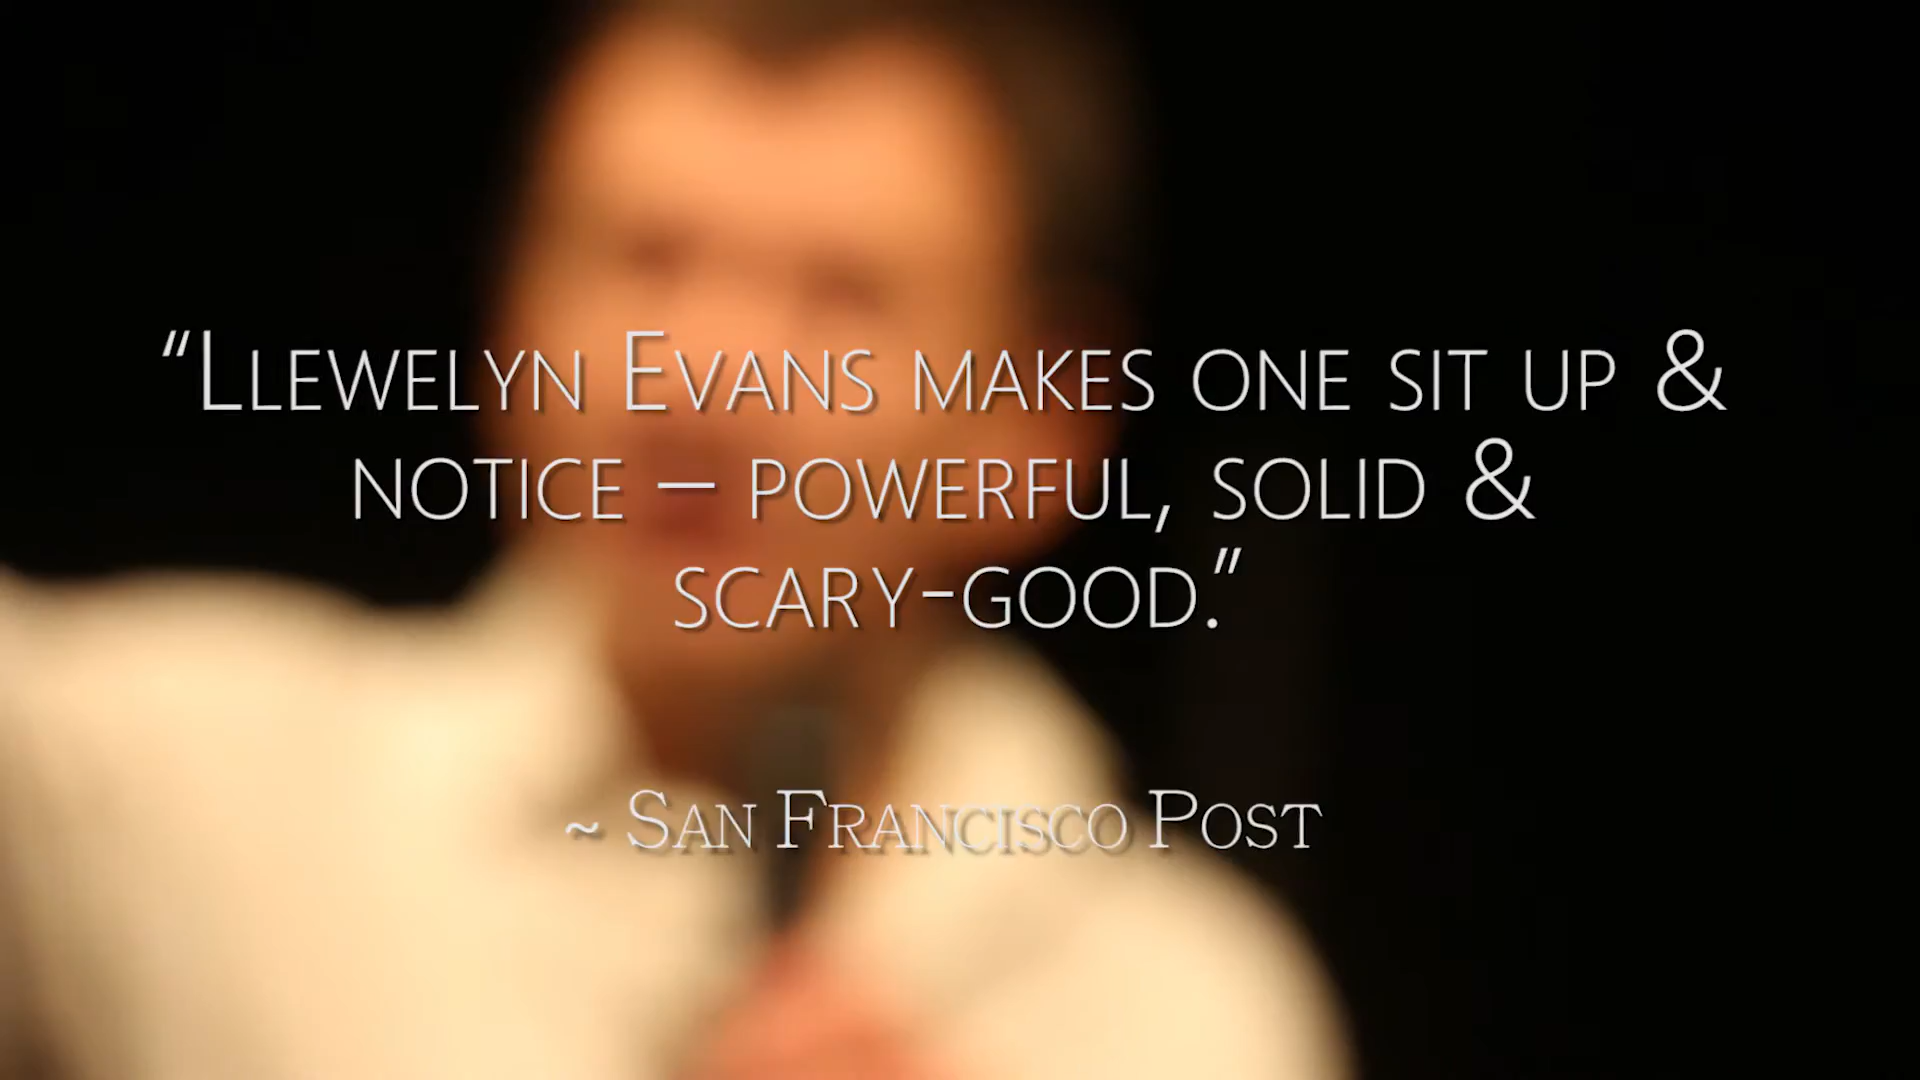 “Llewelyn Evans makes one sit up &
notice – powerful, solid &
scary-good.”
~ San Francisco Post